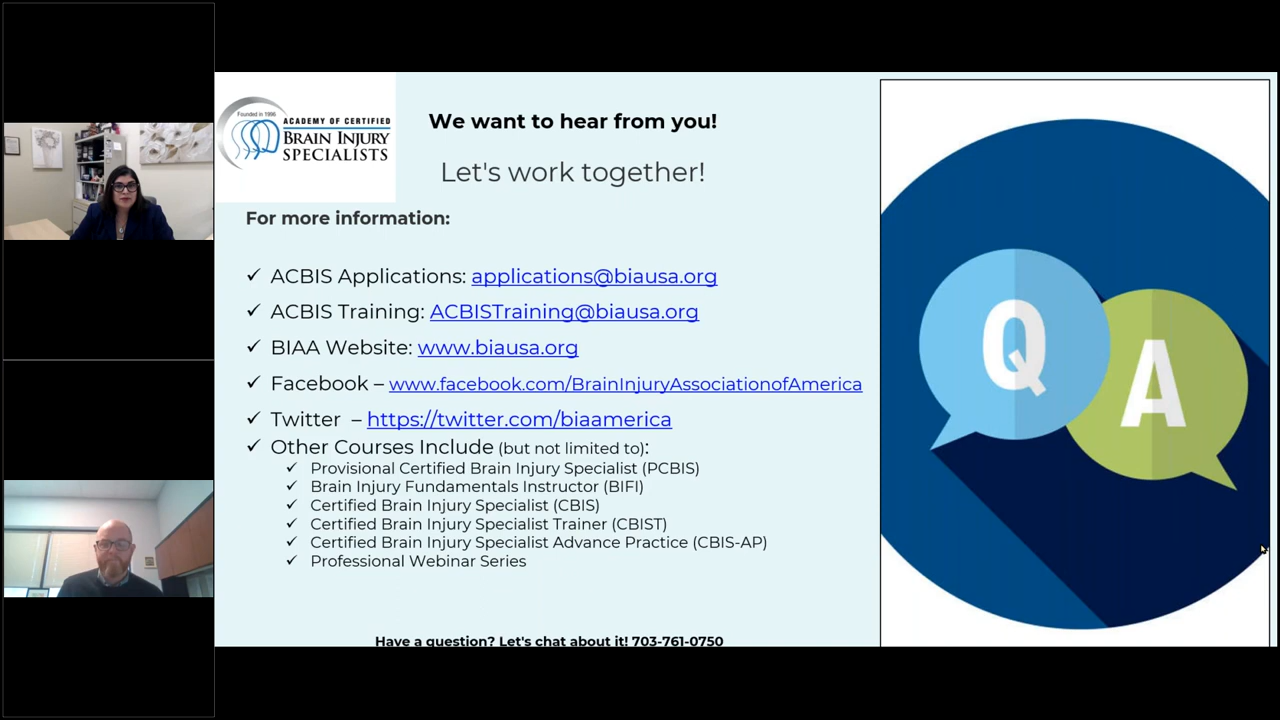 Founded in 1996
ACADEMY OF CERTIFIED
BRAIN INJURY
SPECIALISTS
We want to hear from you!
Let's work together!
For more information:
✓ ACBIS Applications: applications@biausa.org
✓ ACBIS Training: ACBISTraining@biausa.org
✓ BIAA Website: www.biausa.org
✓ Facebook – www.facebook.com/BrainInjuryAssociationofAmerica
✓ Twitter – https://twitter.com/biaamerica
✓ Other Courses Include (but not limited to):
✓ Provisional Certified Brain Injury Specialist (PCBIS)
✓ Brain Injury Fundamentals Instructor (BIFI)
✓ Certified Brain Injury Specialist (CBIS)
✓ Certified Brain Injury Specialist Trainer (CBIST)
✓ Certified Brain Injury Specialist Advance Practice (CBIS-AP)
✓ Professional Webinar Series
Have a question? Let's chat about it! 703-761-0750
Q
A